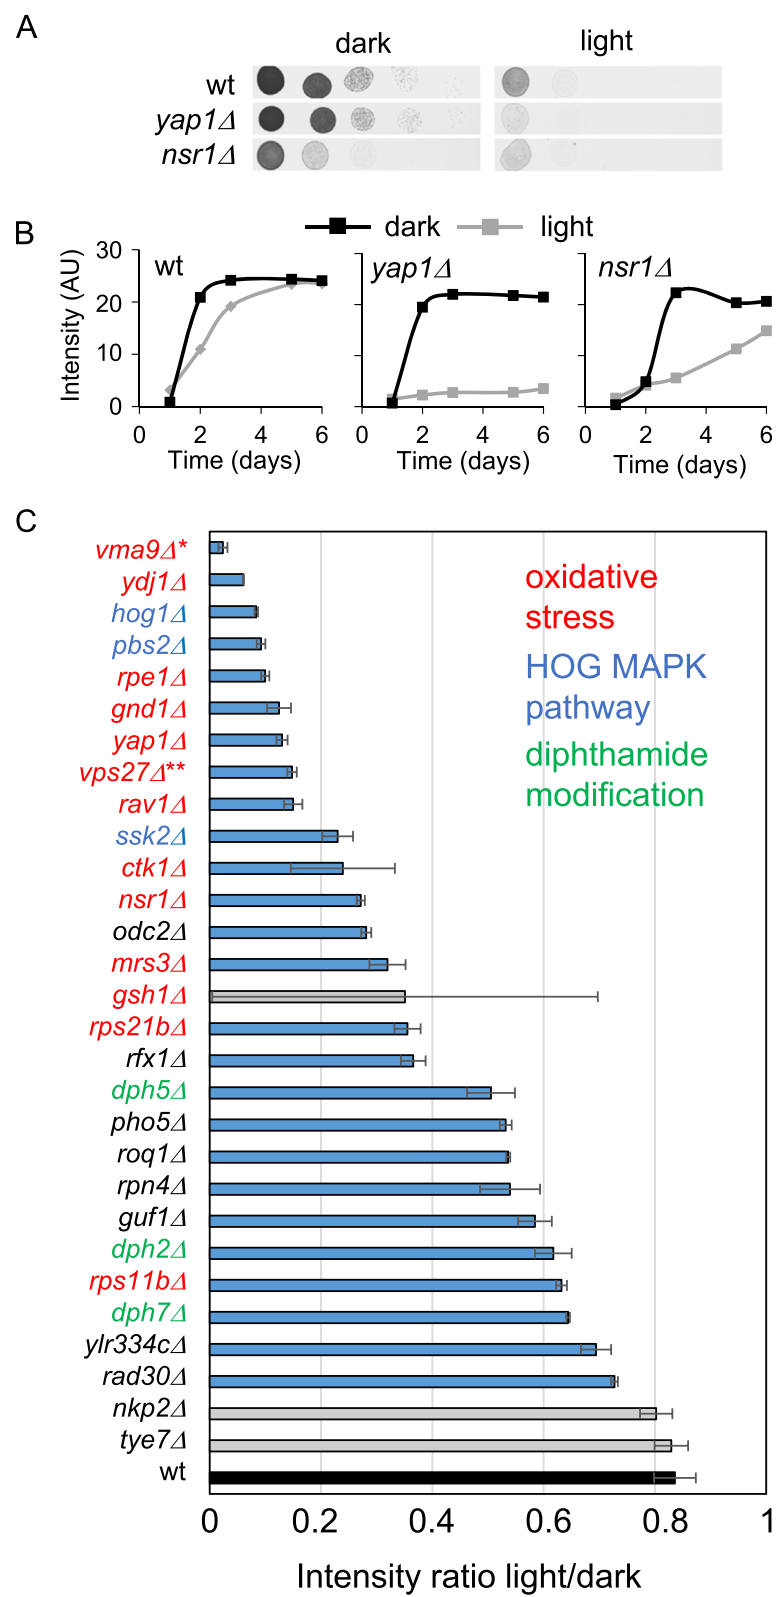 A
dark
light
wt
yap1Δ
nsr1Δ
B
dark
light
wt
yap1Δ
nsr1Δ
Intensity (AU)
30
20
10
0
0
2
4
6
0
2
4
6
0
2
4
6
Time (days)
Time (days)
Time (days)
C
vma9Δ*
ydj1Δ
hog1Δ
pbs2Δ
rpe1Δ
gnd1Δ
yap1Δ
vps27Δ**
rav1Δ
ssk2Δ
ctk1Δ
nsr1Δ
odc2Δ
mrs3Δ
gsh1Δ
rps21bΔ
rfx1Δ
dph5Δ
pho5Δ
roq1Δ
rpn4Δ
guf1Δ
dph2Δ
rps11bΔ
dph7Δ
ylr334cΔ
rad30Δ
nkp2Δ
tye7Δ
wt
oxidative
stress
HOG MAPK
pathway
diphthamide
modification
0
0.2
0.4
0.6
0.8
1
Intensity ratio light/dark